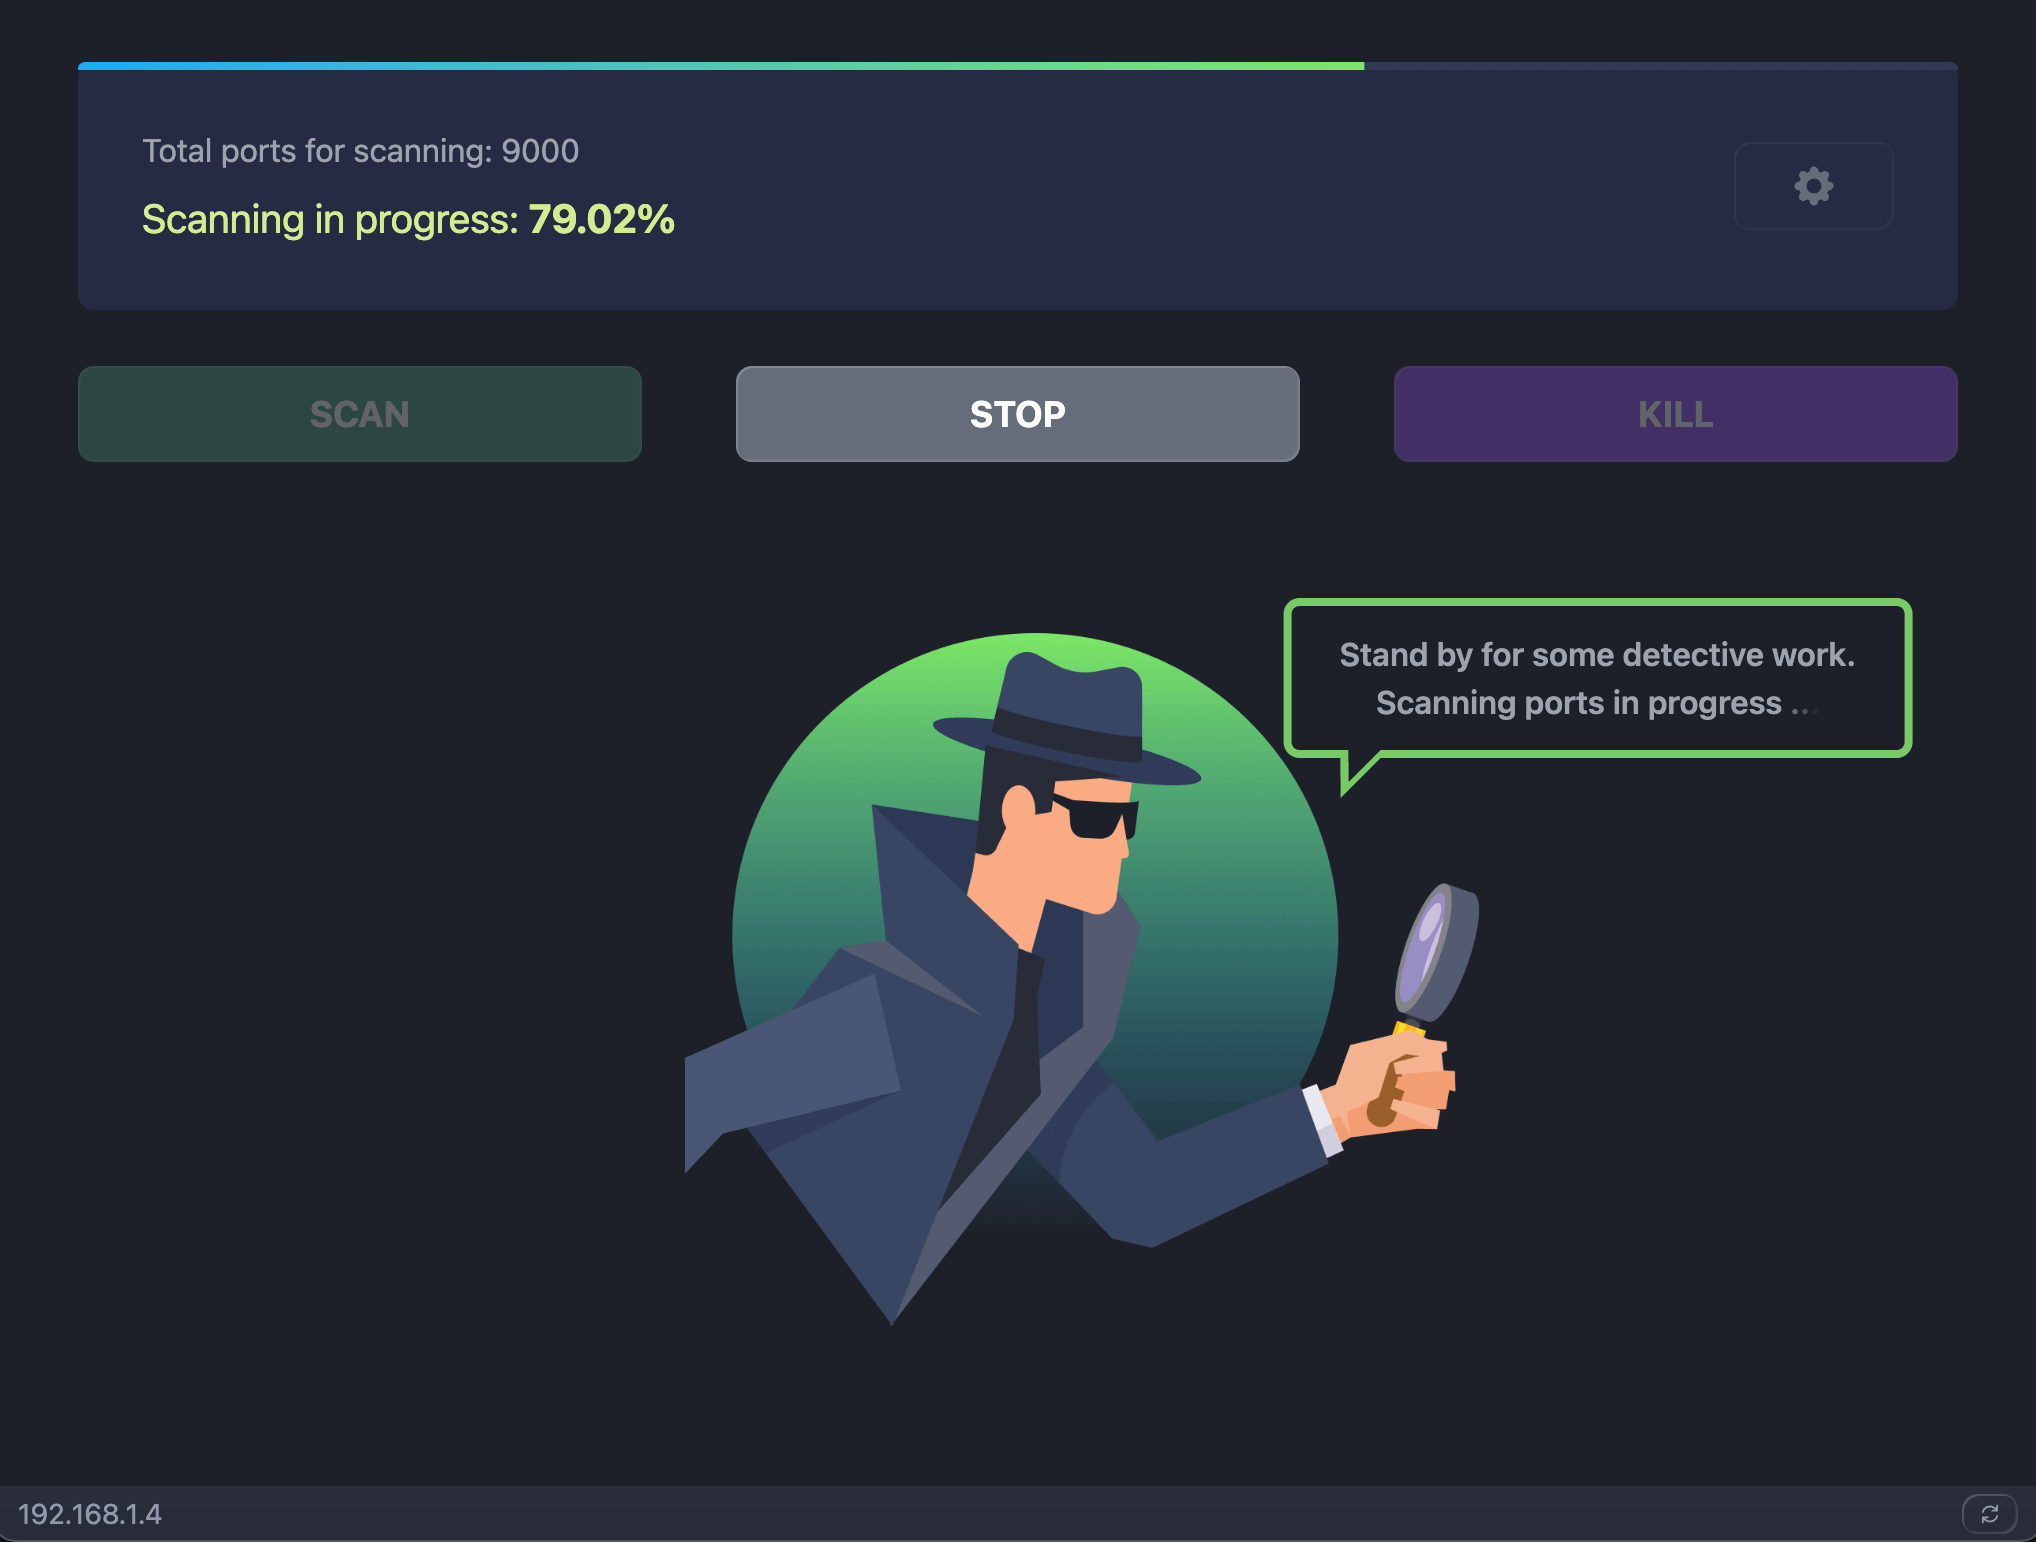 Total ports for scanning: 9000
Scanning in progress: 79.02%
SCAN
STOP
KILL
Stand by for some detective work.
Scanning ports in progress ...
192.168.1.4